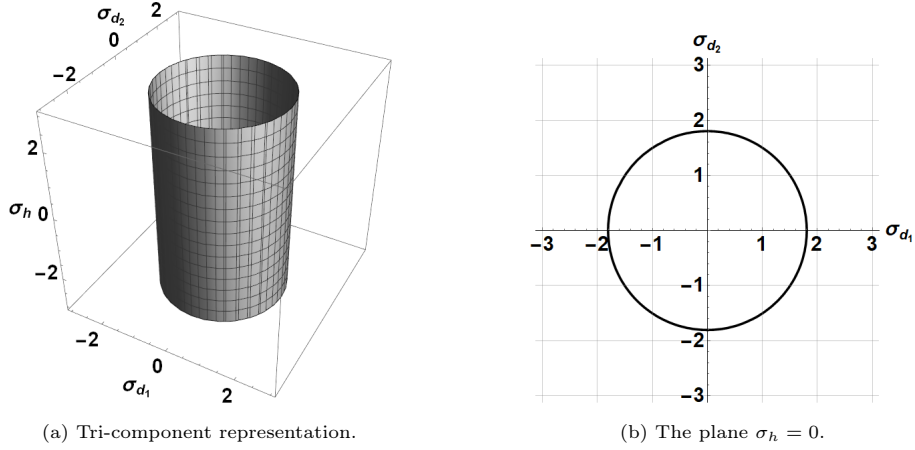 σd2
2
0
−2
2
σh 0
−2
−2
0
2
σd1
(a) Tri-component representation.
σd2
3
2
1
−3 −2 −1 1 2 3 σd1
−1
−2
−3
(b) The plane σh = 0.